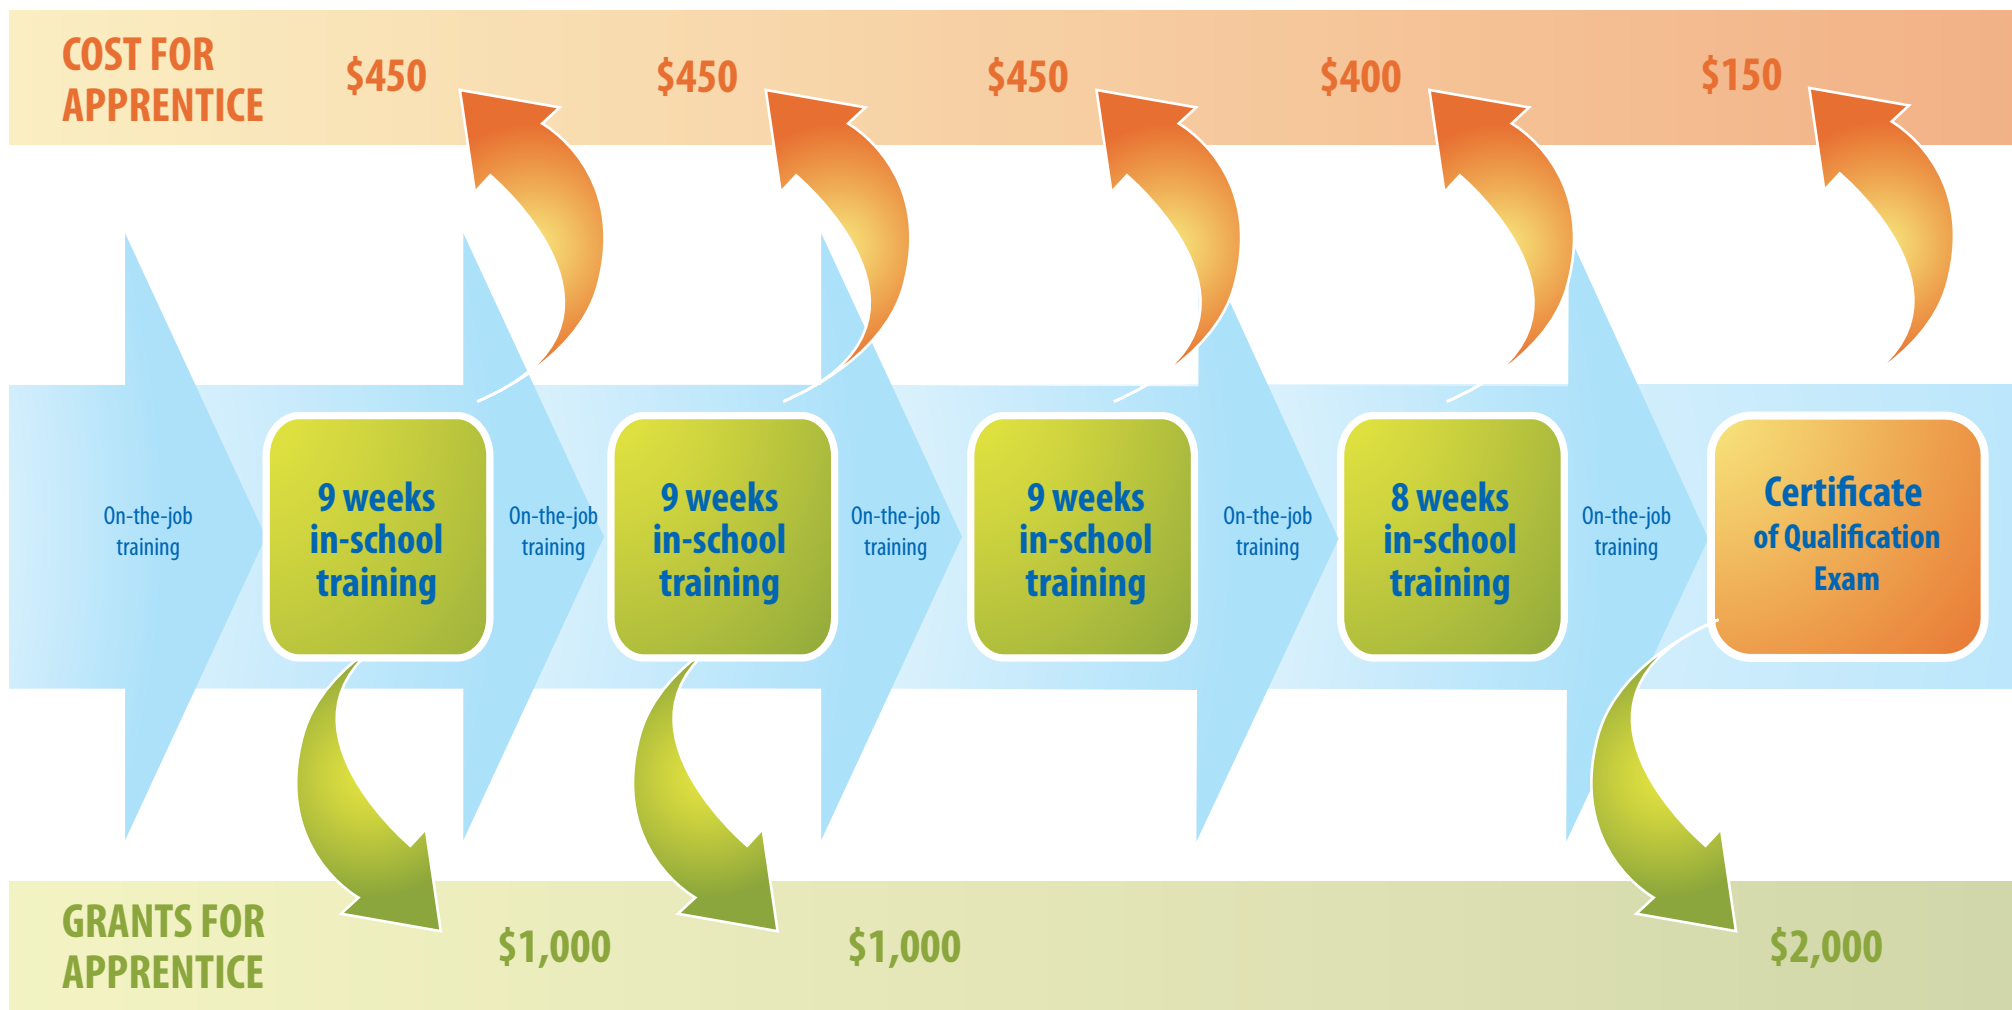 COST FOR
APPRENTICE
$450
$450
$450
$400
$150
On-the-job
training
9 weeks
in-school
training
On-the-job
training
9 weeks
in-school
training
On-the-job
training
9 weeks
in-school
training
On-the-job
training
8 weeks
in-school
training
On-the-job
training
Certificate
of Qualification
Exam
GRANTS FOR
APPRENTICE
$1,000
$1,000
$2,000